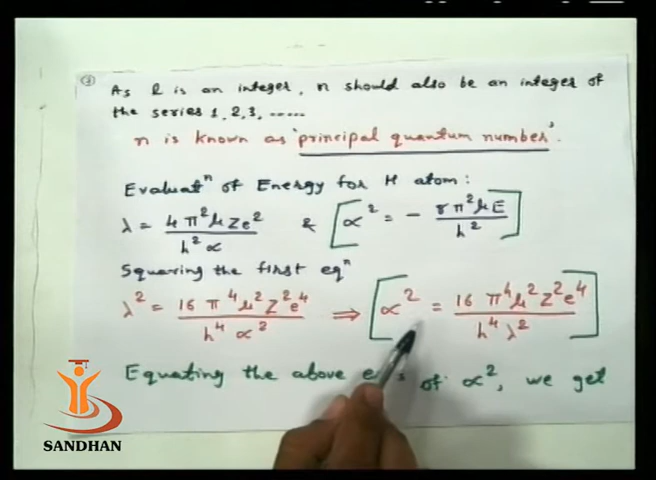 ③
As l is an integer, n should also be an integer of
the series 1, 2, 3, .....
n is known as 'principal quantum number'.
Evaluatⁿ of Energy for H atom:
λ = 4π²μZe² / h²α & [α² = - 8π²μE / h²]
Squaring the first eqⁿ
λ² = 16π⁴μ²Z²e⁴ / h⁴α² ⇒ [α² = 16π⁴μ²Z²e⁴ / h⁴λ²]
Equating the above of α², we get
SANDHAN